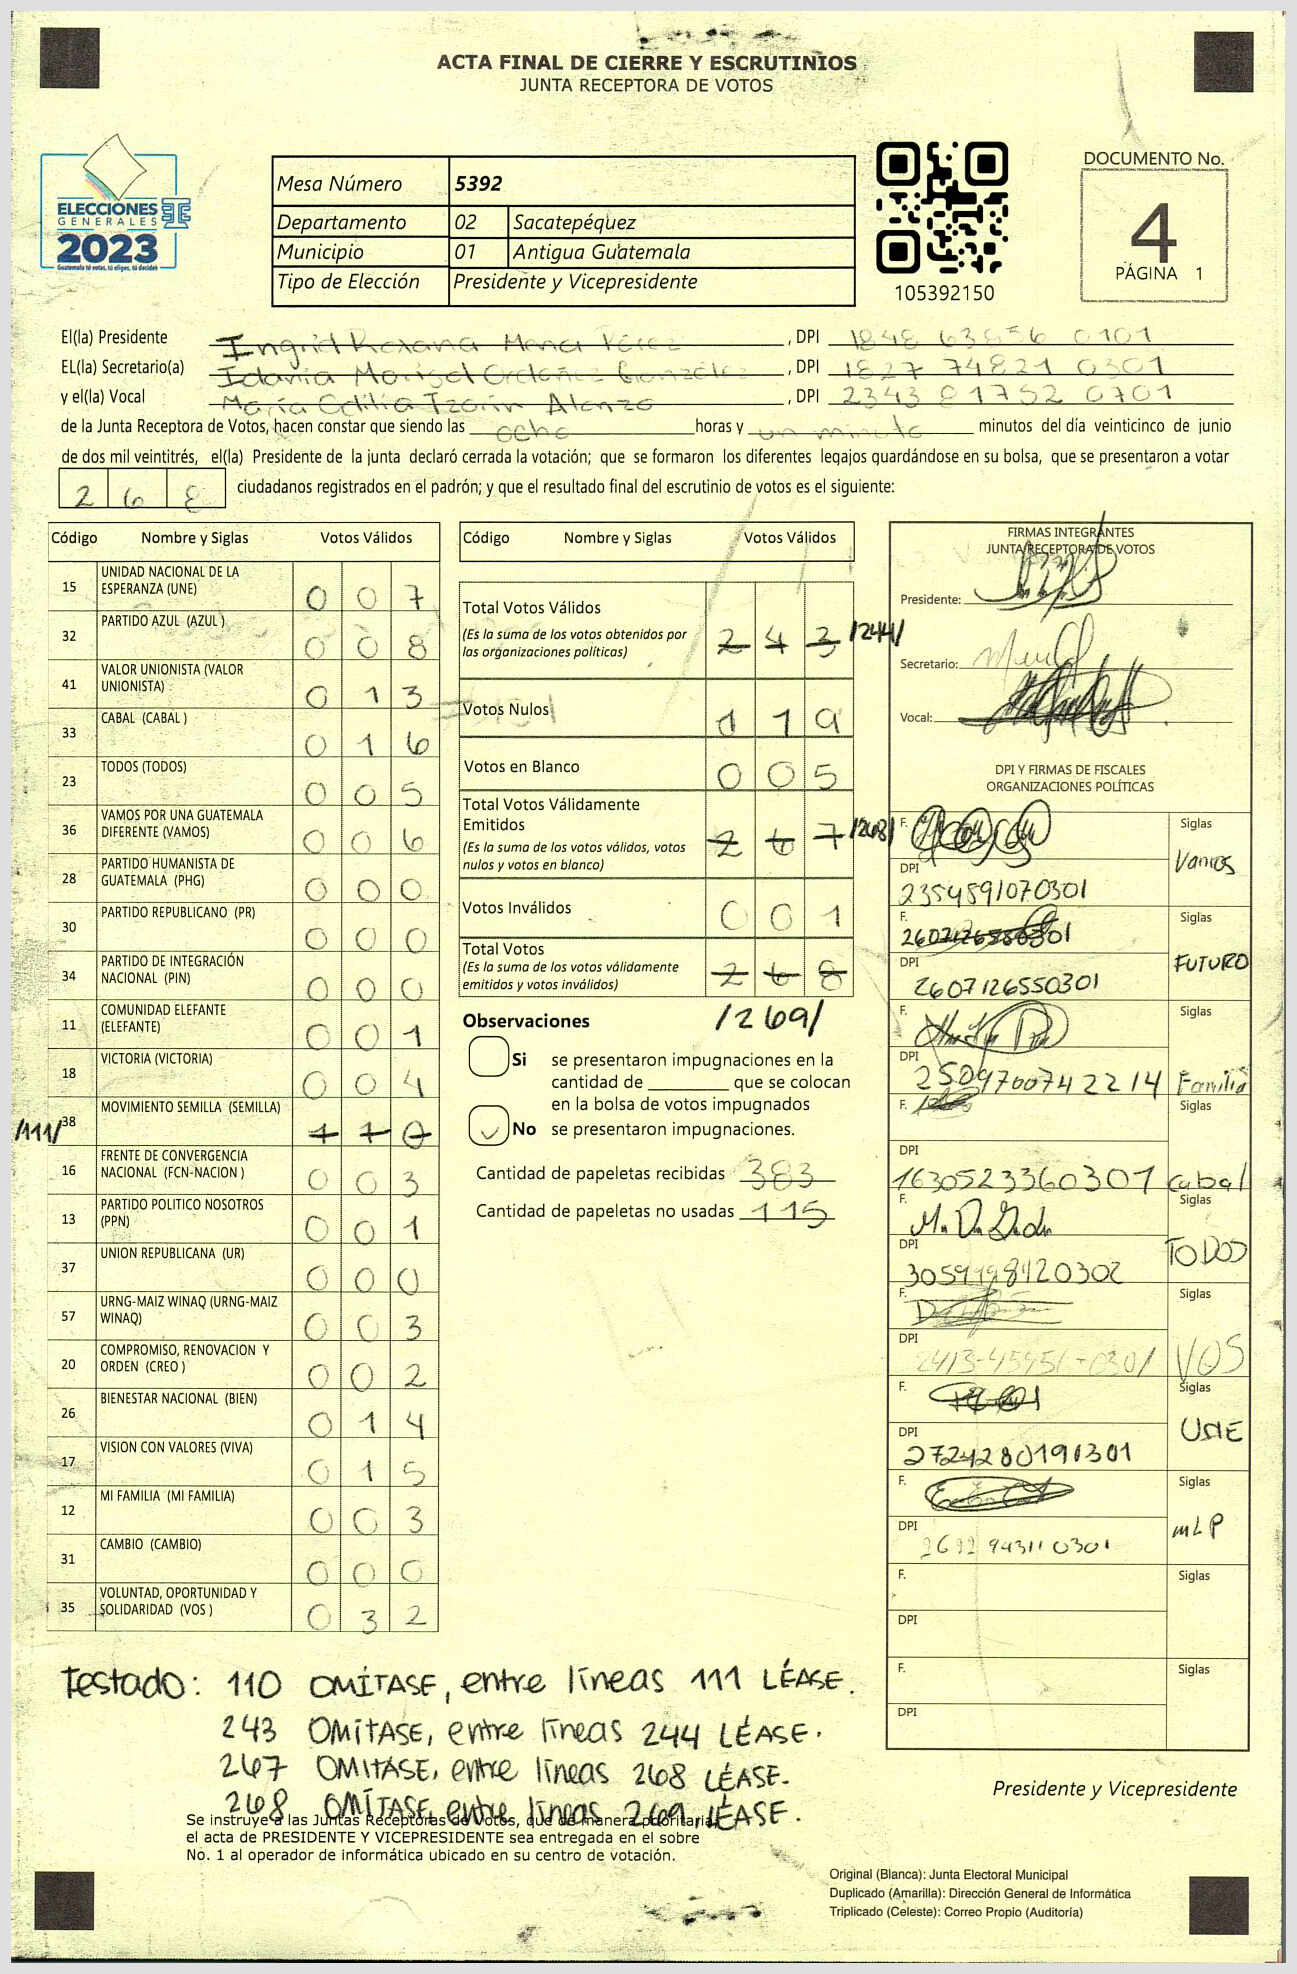 ACTA FINAL DE CIERRE Y ESCRUTINIOS
JUNTA RECEPTORA DE VOTOS
ELECCIONES
GENERALES
2023
Guatemala tú votas, tú eliges, tú decides
Mesa Número 5392
Departamento 02 Sacatepéquez
Municipio 01 Antigua Guatemala
Tipo de Elección Presidente y Vicepresidente
105392150
DOCUMENTO No.
4
PÁGINA 1
El(la) Presidente Ingrid Roxana Mena Pérez, DPI 1848 63856 0101
EL(la) Secretario(a) Idania Marisol Ordoñez González, DPI 1827 74821 0301
y el(la) Vocal María Odilia Tzorin Alonzo, DPI 2343 81752 0701
de la Junta Receptora de Votos, hacen constar que siendo las ocho horas y un minuto minutos del día veinticinco de junio
de dos mil veintitrés, el(la) Presidente de la junta declaró cerrada la votación; que se formaron los diferentes legajos guardándose en su bolsa, que se presentaron a votar
268 ciudadanos registrados en el padrón; y que el resultado final del escrutinio de votos es el siguiente:
Código Nombre y Siglas Votos Válidos
15 UNIDAD NACIONAL DE LA ESPERANZA (UNE) 0 0 7
32 PARTIDO AZUL (AZUL) 0 0 8
41 VALOR UNIONISTA (VALOR UNIONISTA) 0 1 3
33 CABAL (CABAL) 0 1 6
23 TODOS (TODOS) 0 0 5
36 VAMOS POR UNA GUATEMALA DIFERENTE (VAMOS) 0 0 6
28 PARTIDO HUMANISTA DE GUATEMALA (PHG) 0 0 0
30 PARTIDO REPUBLICANO (PR) 0 0 0
34 PARTIDO DE INTEGRACIÓN NACIONAL (PIN) 0 0 0
11 COMUNIDAD ELEFANTE (ELEFANTE) 0 0 1
18 VICTORIA (VICTORIA) 0 0 4
/111/ 38 MOVIMIENTO SEMILLA (SEMILLA) 1 1 0
16 FRENTE DE CONVERGENCIA NACIONAL (FCN-NACION) 0 0 3
13 PARTIDO POLITICO NOSOTROS (PPN) 0 0 1
37 UNION REPUBLICANA (UR) 0 0 0
57 URNG-MAIZ WINAQ (URNG-MAIZ WINAQ) 0 0 3
20 COMPROMISO, RENOVACION Y ORDEN (CREO) 0 0 2
26 BIENESTAR NACIONAL (BIEN) 0 1 4
17 VISION CON VALORES (VIVA) 0 1 5
12 MI FAMILIA (MI FAMILIA) 0 0 3
31 CAMBIO (CAMBIO) 0 0 0
35 VOLUNTAD, OPORTUNIDAD Y SOLIDARIDAD (VOS) 0 3 2
Código Nombre y Siglas Votos Válidos
Total Votos Válidos 2 4 3 /244/
(Es la suma de los votos obtenidos por
las organizaciones políticas)
Votos Nulos 0 1 9
Votos en Blanco 0 0 5
Total Votos Válidamente
Emitidos 2 6 7 /268/
(Es la suma de los votos válidos, votos
nulos y votos en blanco)
Votos Inválidos 0 0 1
Total Votos 2 6 8
(Es la suma de los votos válidamente
emitidos y votos inválidos)
/269/
Observaciones
Si se presentaron impugnaciones en la
cantidad de ________ que se colocan
en la bolsa de votos impugnados
No se presentaron impugnaciones.
Cantidad de papeletas recibidas 383
Cantidad de papeletas no usadas 115
FIRMAS INTEGRANTES
JUNTA RECEPTORA DE VOTOS
Presidente:
Secretario:
Vocal:
DPI Y FIRMAS DE FISCALES
ORGANIZACIONES POLÍTICAS
F. Siglas
Vamos
DPI
2354891070301
F. Siglas
FUTURO
DPI
2607126550301
F. Siglas
DPI
2509700742214 Familia
F. Siglas
DPI
1630523360301 Cabal
F. Siglas
TODOS
DPI
3059498420302
F. Siglas
DPI
2413-45451-0301 VOS
F. Siglas
UNE
DPI
2724280190301
F. Siglas
MLP
DPI
2692 94311 0301
F. Siglas
DPI
F. Siglas
DPI
Testado: 110 OMÍTASE, entre líneas 111 LÉASE.
243 OMÍTASE, entre líneas 244 LÉASE.
267 OMITASE, entre líneas 268 LÉASE.
268 OMÍTASE, entre líneas 269 LÉASE.
Presidente y Vicepresidente
Se instruye a las Juntas Receptoras de Votos, que de manera prioritaria,
el acta de PRESIDENTE Y VICEPRESIDENTE sea entregada en el sobre
No. 1 al operador de informática ubicado en su centro de votación.
Original (Blanca): Junta Electoral Municipal
Duplicado (Amarilla): Dirección General de Informática
Triplicado (Celeste): Correo Propio (Auditoría)